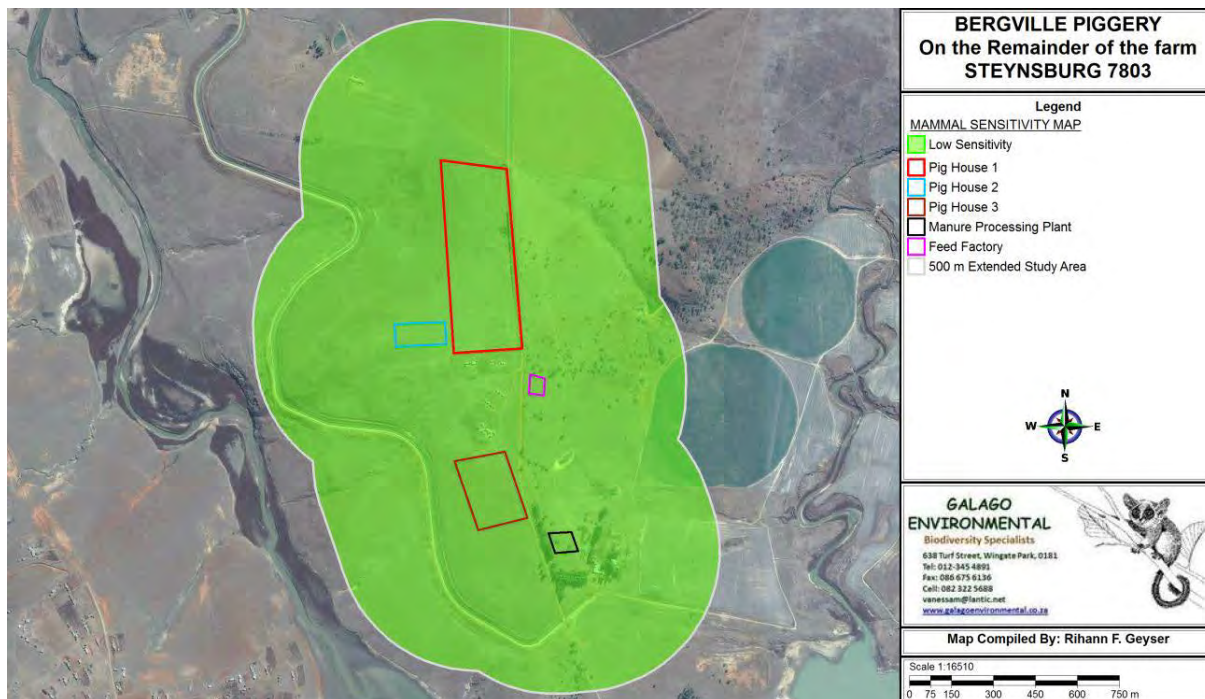 BERGVILLE PIGGERY
On the Remainder of the farm
STEYNSBURG 7803
Legend
MAMMAL SENSITIVITY MAP
Low Sensitivity
Pig House 1
Pig House 2
Pig House 3
Manure Processing Plant
Feed Factory
500 m Extended Study Area
N
W E
S
GALAGO
ENVIRONMENTAL
Biodiversity Specialists
638 Turf Street, Wingate Park, 0181
Tel: 012-345 4891
Fax: 086 675 6136
Cell: 082 322 5688
vanessam@lantic.net
www.galagoenvironmental.co.za
Map Compiled By: Rihann F. Geyser
Scale 1:16510
0 75 150 300 450 600 750 m